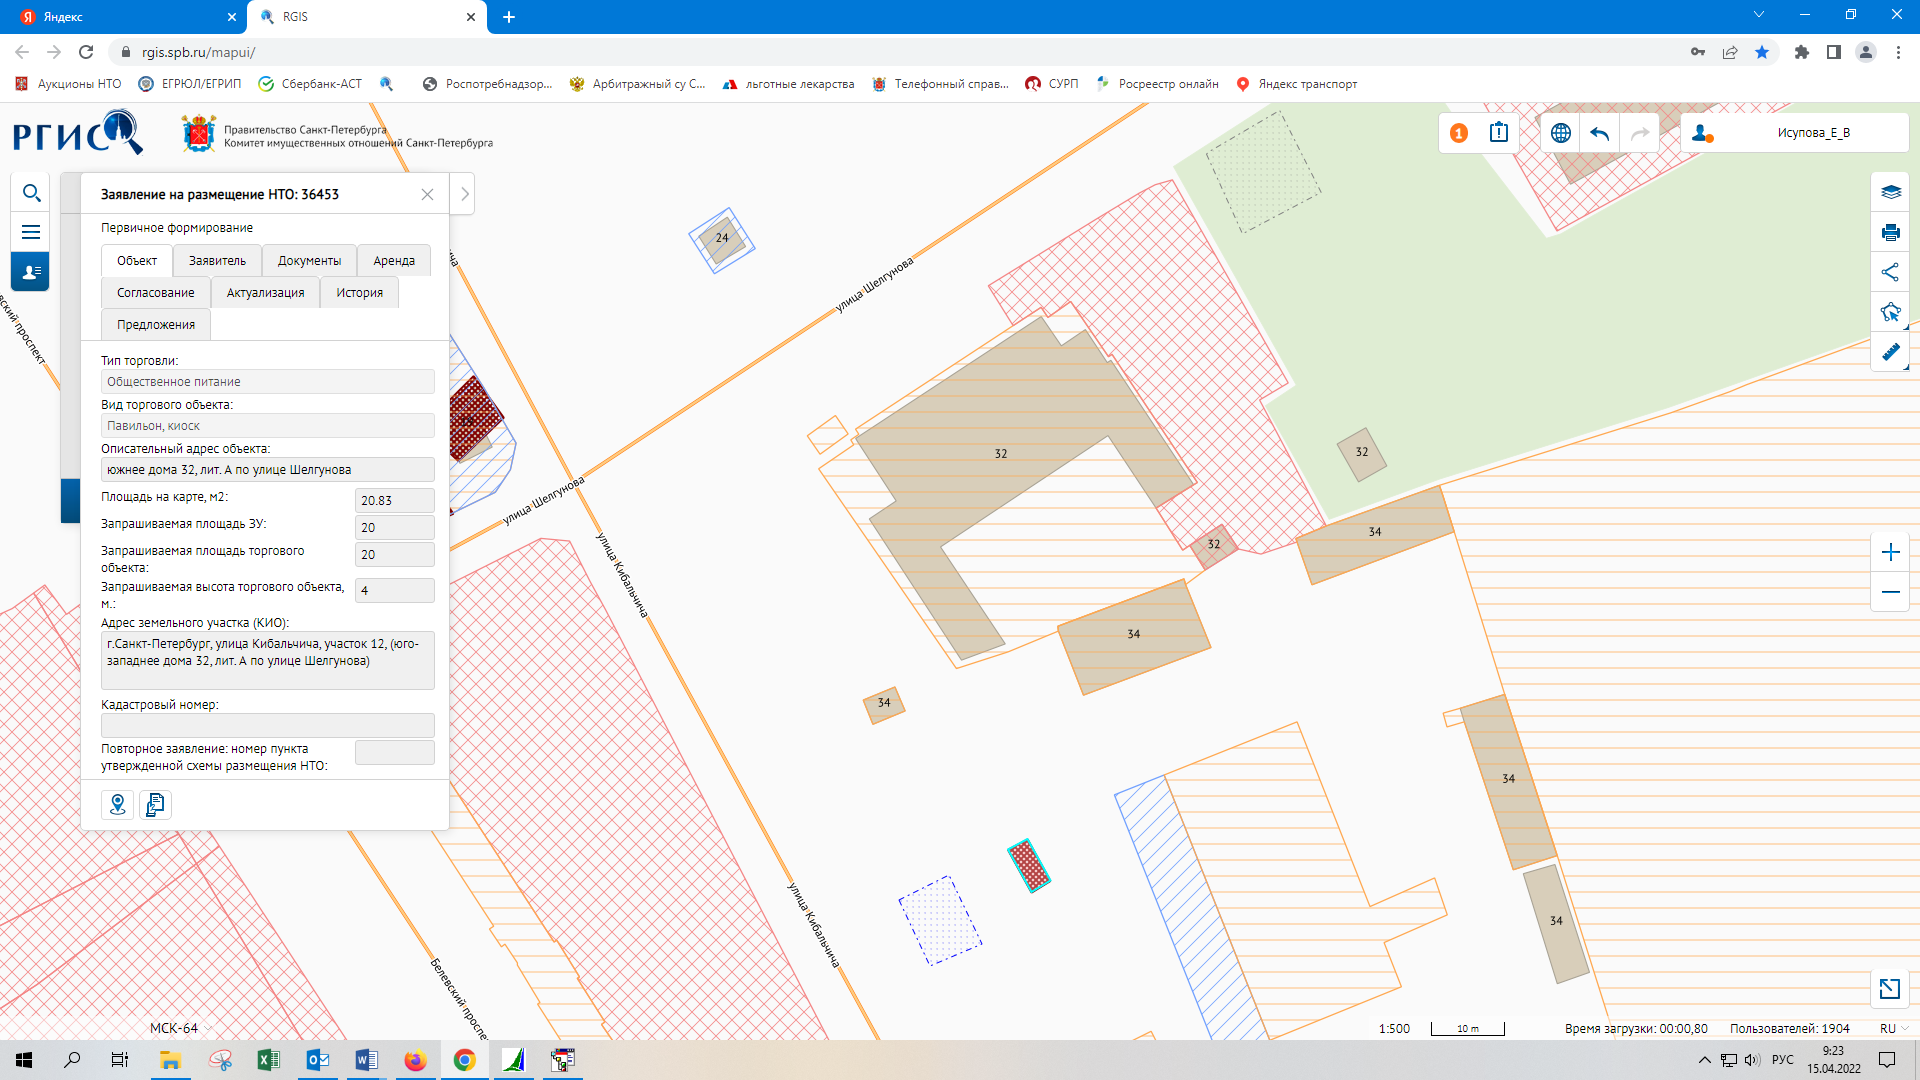 Яндекс
RGIS
rgis.spb.ru/mapui/
Аукционы НТО
ЕГРЮЛ/ЕГРИП
Сбербанк-АСТ
Роспотребнадзор...
Арбитражный су С...
льготные лекарства
Телефонный справ...
СУРП
Росреестр онлайн
Яндекс транспорт
РГИС
Правительство Санкт-Петербурга
Комитет имущественных отношений Санкт-Петербурга
1
Исупова_Е_В
Заявление на размещение НТО: 36453
Первичное формирование
Объект
Заявитель
Документы
Аренда
Согласование
Актуализация
История
Предложения
Тип торговли:
Общественное питание
Вид торгового объекта:
Павильон, киоск
Описательный адрес объекта:
южнее дома 32, лит. А по улице Шелгунова
Площадь на карте, м2:
20.83
Запрашиваемая площадь ЗУ:
20
Запрашиваемая площадь торгового
объекта:
20
Запрашиваемая высота торгового объекта,
м.:
4
Адрес земельного участка (КИО):
г.Санкт-Петербург, улица Кибальчича, участок 12, (юго-
западнее дома 32, лит. А по улице Шелгунова)
Кадастровый номер:
Повторное заявление: номер пункта
утвержденной схемы размещения НТО:
24
улица Шелгунова
32
32
34
32
улица Шелгунова
улица Кибальчича
34
34
34
34
улица Кибальчича
Белевский проспе
вский проспект
МСК-64
1:500
10 m
Время загрузки: 00:00,80
Пользователей: 1904
RU
РУС
9:23
15.04.2022